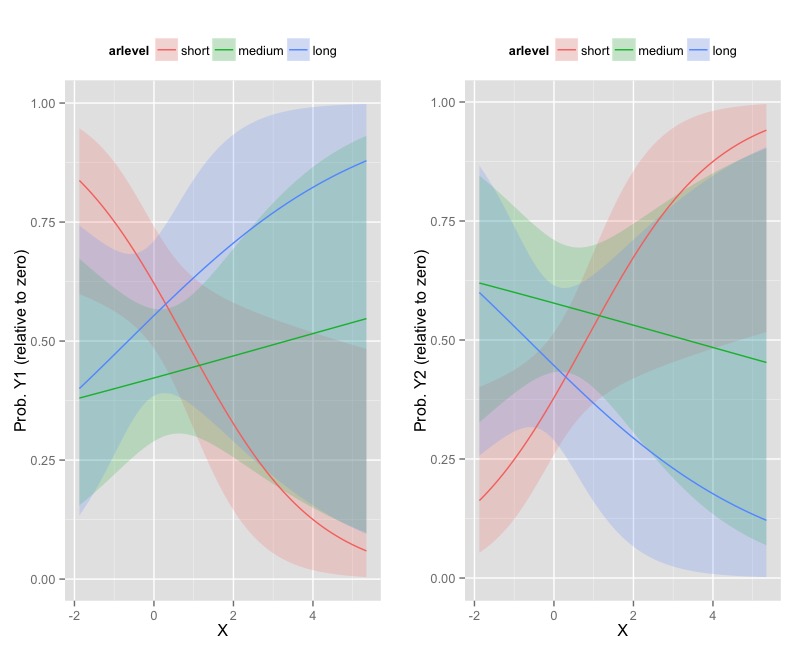 arlevel short medium long
1.00
0.75
0.50
0.25
0.00
Prob. Y1 (relative to zero)
-2 0 2 4
X
arlevel short medium long
1.00
0.75
0.50
0.25
0.00
Prob. Y2 (relative to zero)
-2 0 2 4
X